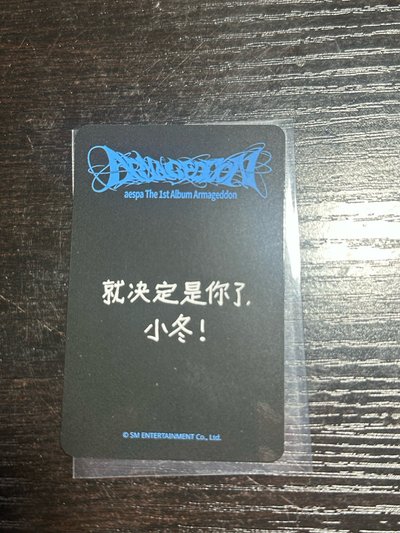 ARMAGEDDON
aespa The 1st Album Armageddon
就决定是你了,
小冬!
© SM ENTERTAINMENT Co., Ltd.